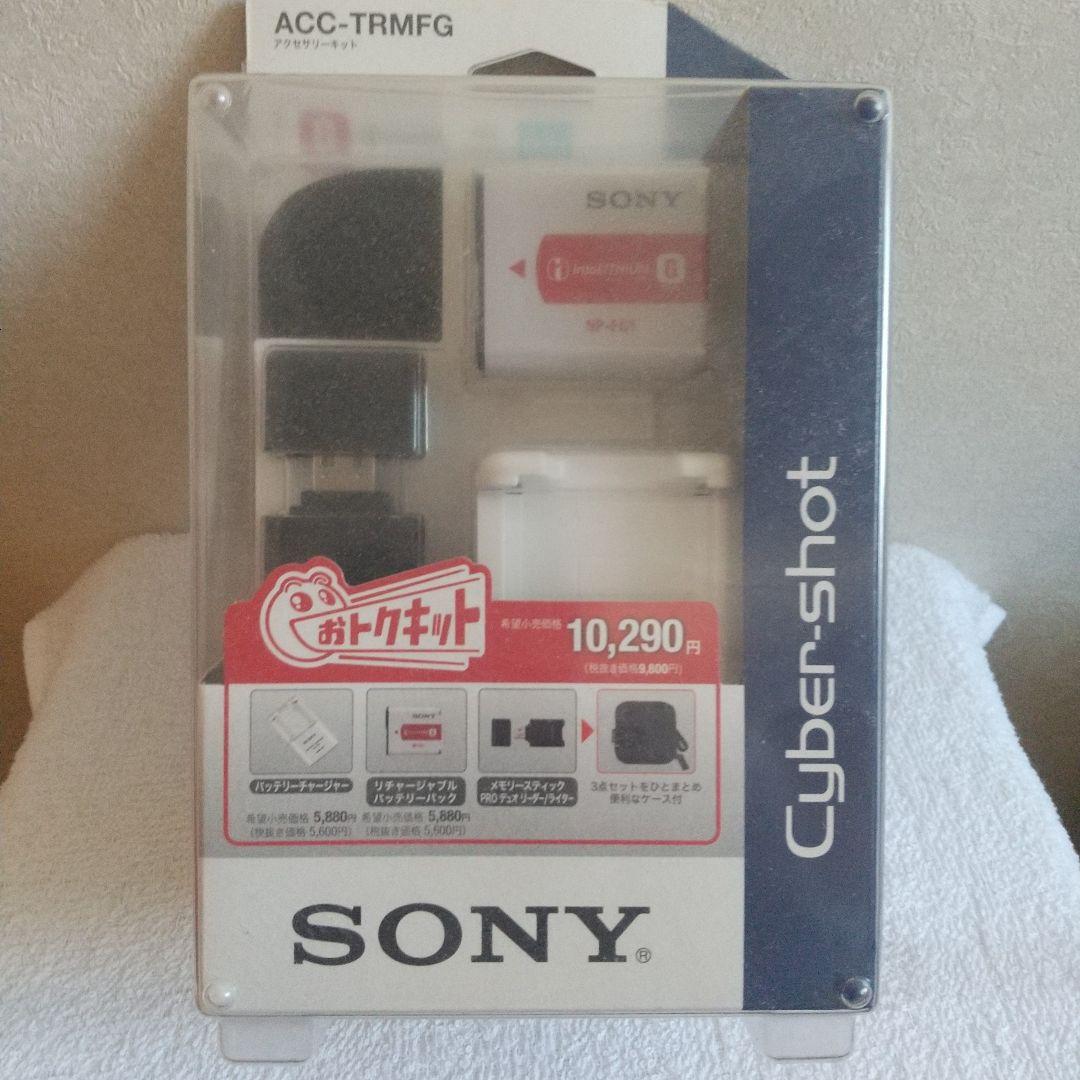 ACC-TRMFG
アクセサリーキット
SONY
InfoLITHIUM G
NP-FG1
Cyber-shot
おトクキット
希望小売価格 10,290円
(税抜き価格9,800円)
SONY
バッテリーチャージャー
リチャージャブル
バッテリーパック
メモリースティック
PRO デュオ リーダー/ライター
3点セットをひとまとめ
便利なケース付
希望小売価格 5,880円 希望小売価格 5,880円
(税抜き価格 5,600円) (税抜き価格 5,600円)
SONY®